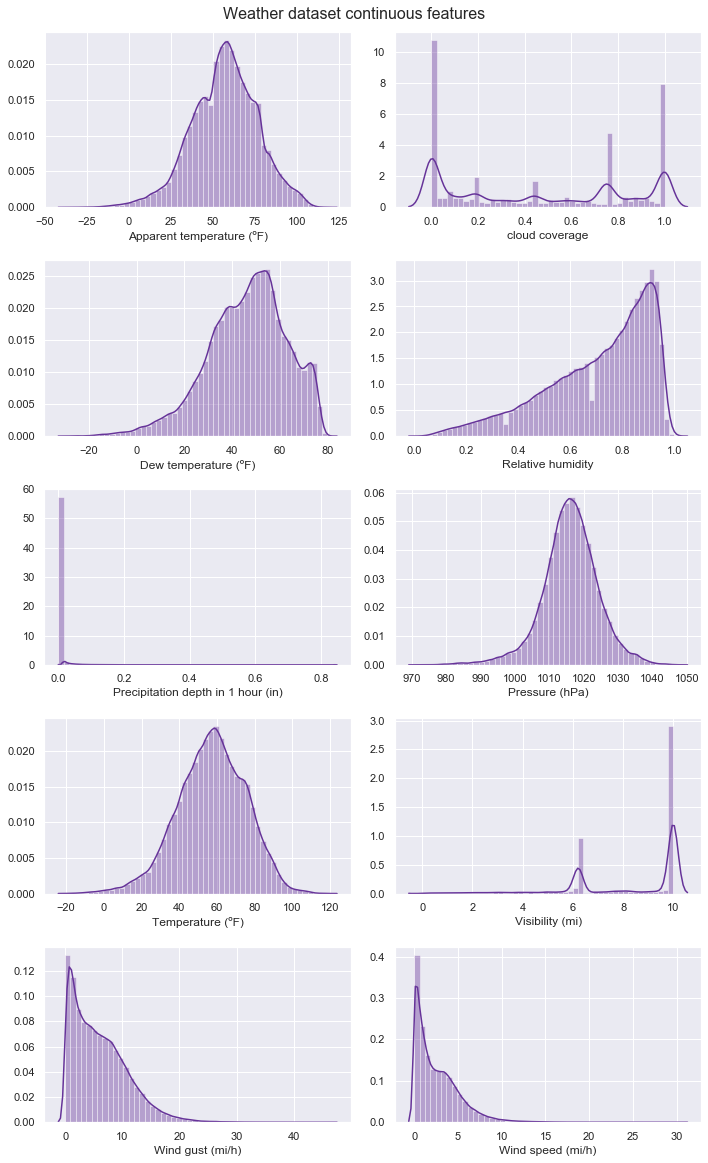 Weather dataset continuous features
0.020
0.015
0.010
0.005
0.000
−50 −25 0 25 50 75 100 125
Apparent temperature (ºF)
10
8
6
4
2
0
0.0 0.2 0.4 0.6 0.8 1.0
cloud coverage
0.025
0.020
0.015
0.010
0.005
0.000
−20 0 20 40 60 80
Dew temperature (ºF)
3.0
2.5
2.0
1.5
1.0
0.5
0.0
0.0 0.2 0.4 0.6 0.8 1.0
Relative humidity
60
50
40
30
20
10
0
0.0 0.2 0.4 0.6 0.8
Precipitation depth in 1 hour (in)
0.06
0.05
0.04
0.03
0.02
0.01
0.00
970 980 990 1000 1010 1020 1030 1040 1050
Pressure (hPa)
0.020
0.015
0.010
0.005
0.000
−20 0 20 40 60 80 100 120
Temperature (ºF)
3.0
2.5
2.0
1.5
1.0
0.5
0.0
0 2 4 6 8 10
Visibility (mi)
0.12
0.10
0.08
0.06
0.04
0.02
0.00
0 10 20 30 40
Wind gust (mi/h)
0.4
0.3
0.2
0.1
0.0
0 5 10 15 20 25 30
Wind speed (mi/h)